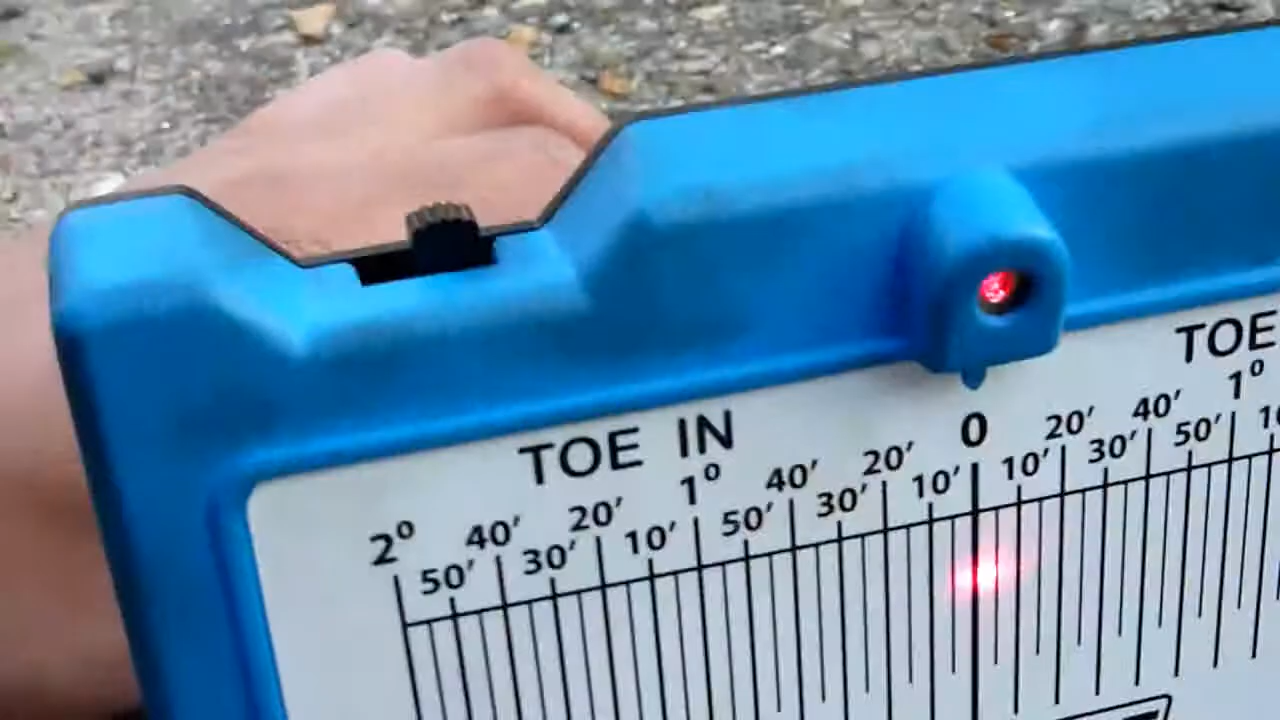 TOE IN
TOE
2° 40′ 20′ 1° 40′ 20′ 0 20′ 40′ 1°
50′ 30′ 10′ 50′ 30′ 10′ 10′ 30′ 50′